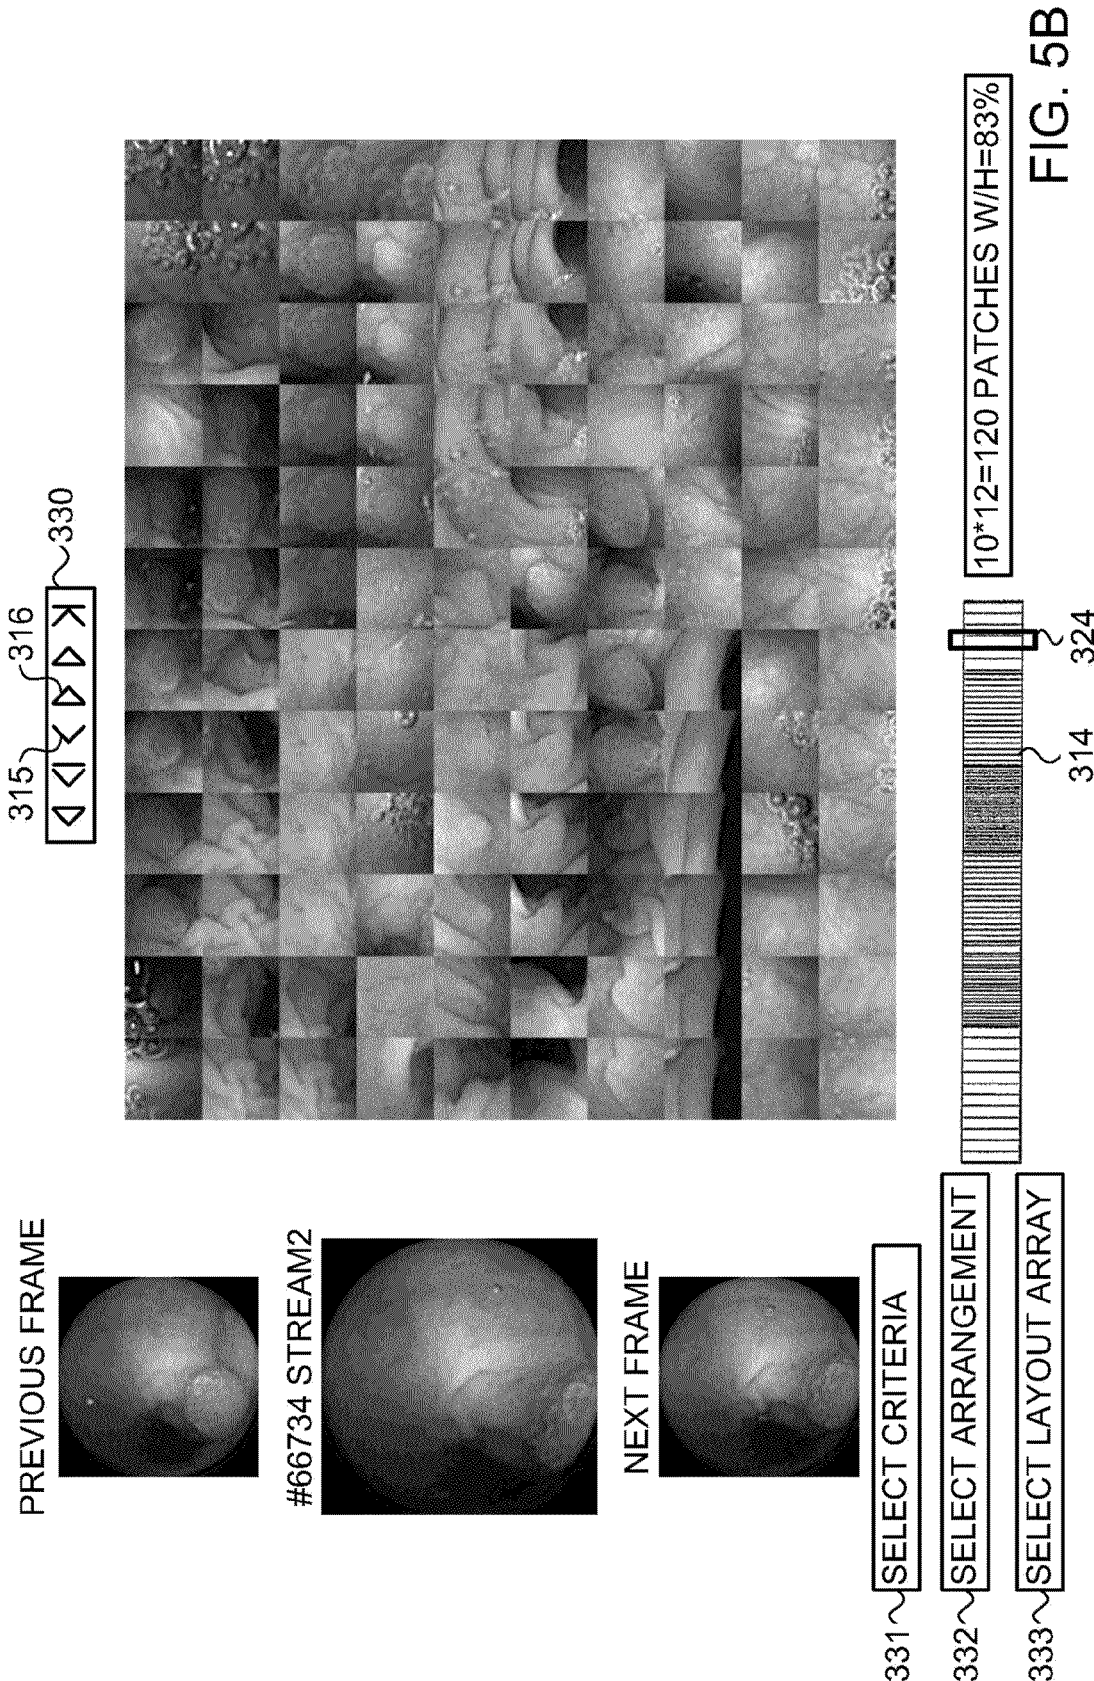 315
316
330
PREVIOUS FRAME
#66734 STREAM2
NEXT FRAME
331
SELECT CRITERIA
332
SELECT ARRANGEMENT
333
SELECT LAYOUT ARRAY
314
324
10*12=120 PATCHES W/H=83%
FIG. 5B